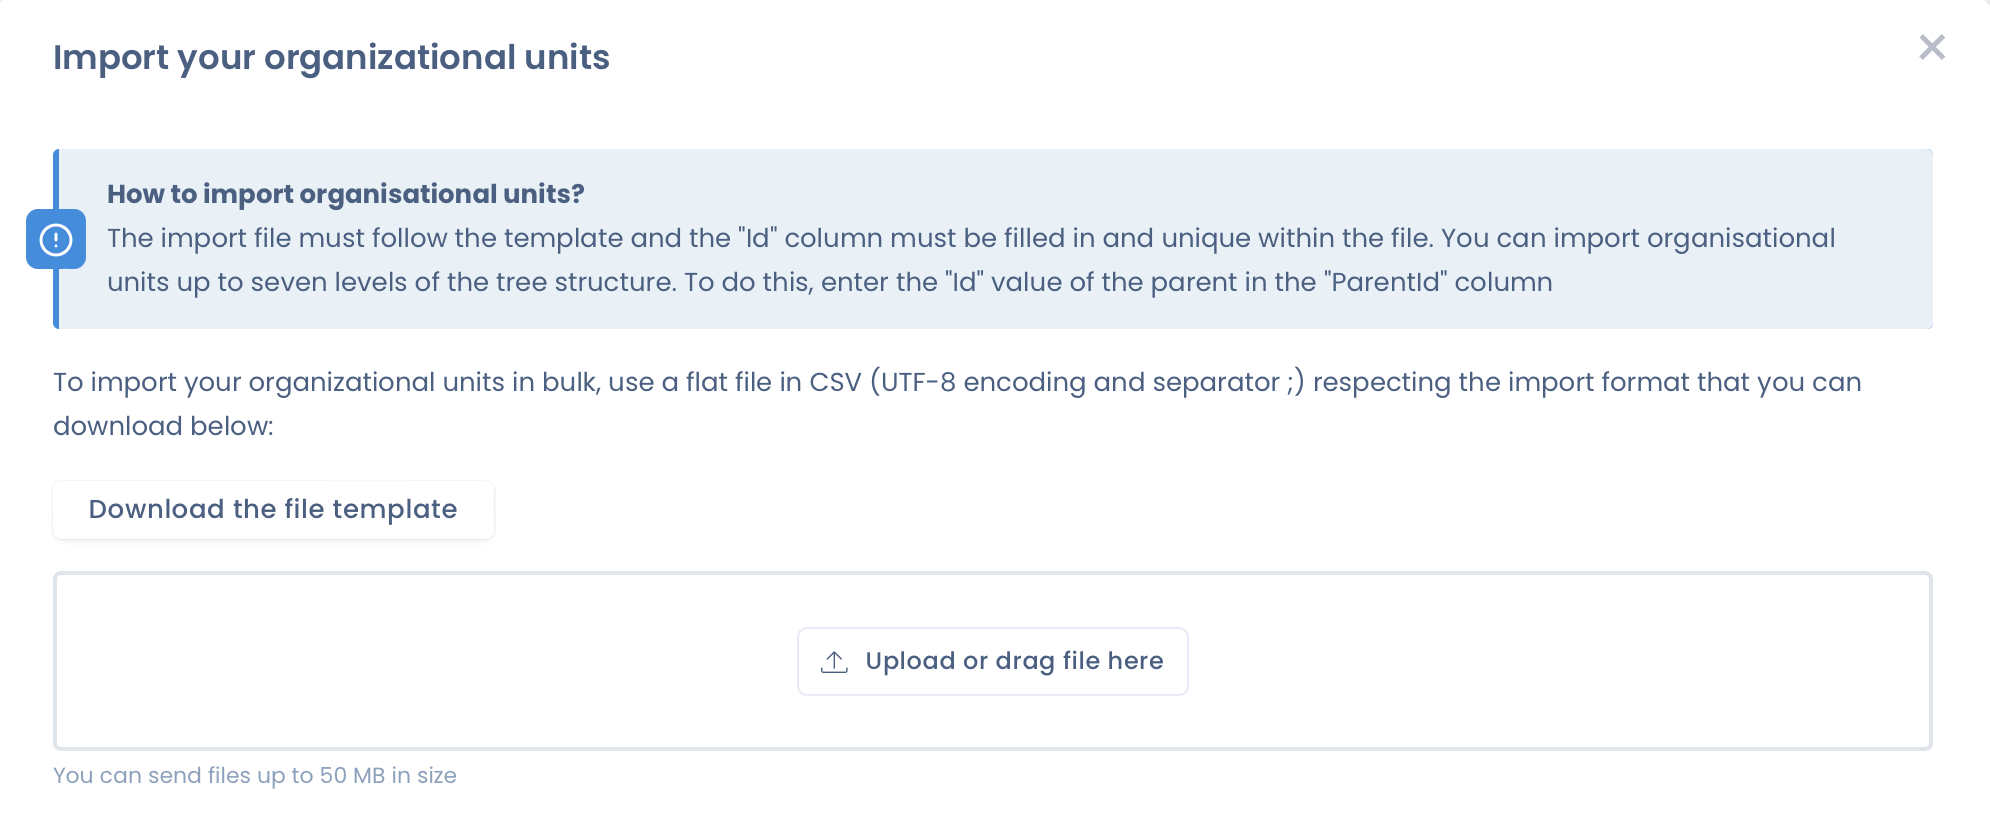 Import your organizational units
How to import organisational units?
The import file must follow the template and the "Id" column must be filled in and unique within the file. You can import organisational
units up to seven levels of the tree structure. To do this, enter the "Id" value of the parent in the "ParentId" column
To import your organizational units in bulk, use a flat file in CSV (UTF-8 encoding and separator ;) respecting the import format that you can
download below:
Download the file template
Upload or drag file here
You can send files up to 50 MB in size